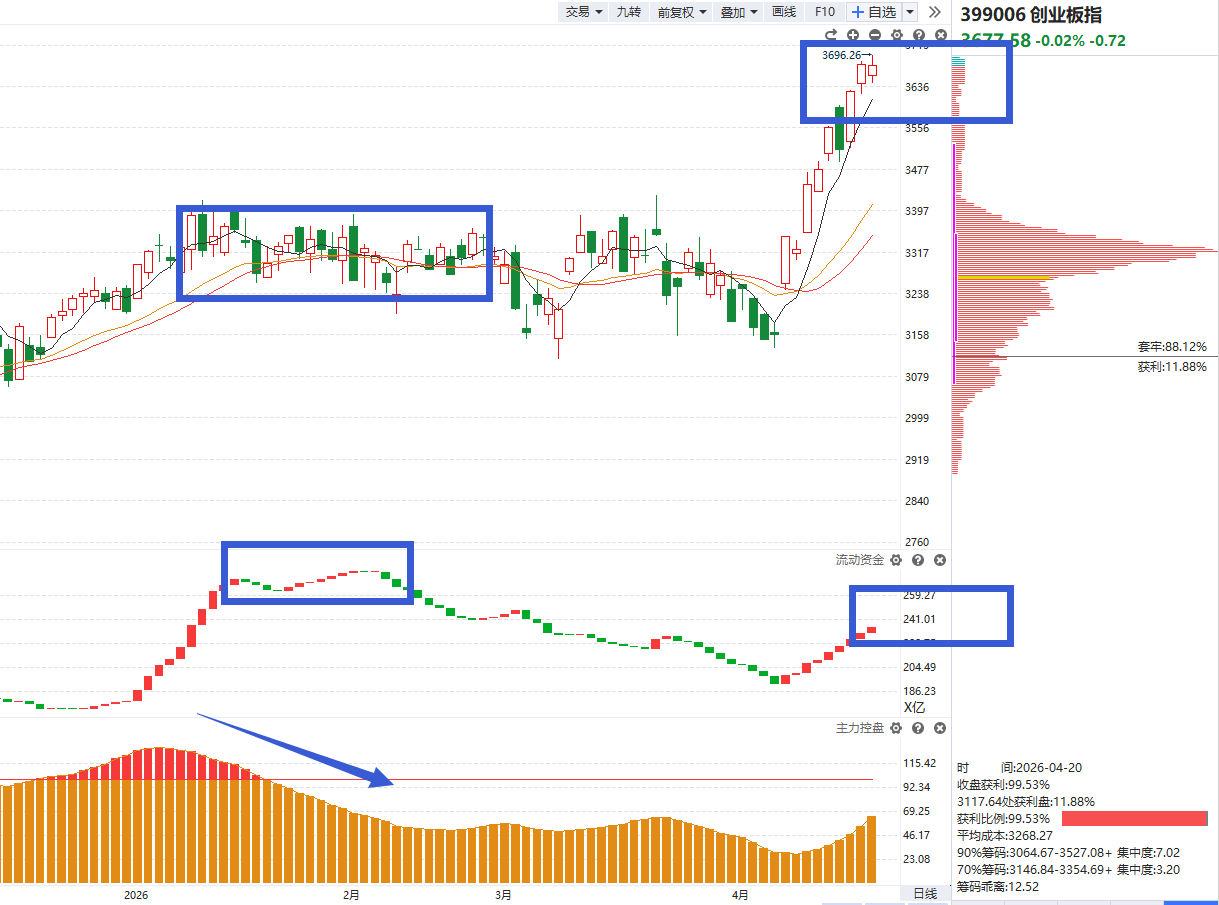 交易 九转 前复权 叠加 画线 F10 +自选
399006 创业板指
3677.58 -0.02% -0.72
3696.26→
3636
3556
3477
3397
3317
3238
3158
3079
2999
2919
2840
2760
套牢:88.12%
获利:11.88%
流动资金
259.27
241.01
204.49
186.23
X亿
主力控盘
115.42
92.34
69.25
46.17
23.08
2026 2月 3月 4月 日线
时 间:2026-04-20
收盘获利:99.53%
3117.64处获利盘:11.88%
获利比例:99.53%
平均成本:3268.27
90%筹码:3064.67-3527.08+ 集中度:7.02
70%筹码:3146.84-3354.69+ 集中度:3.20
筹码乖离:12.52